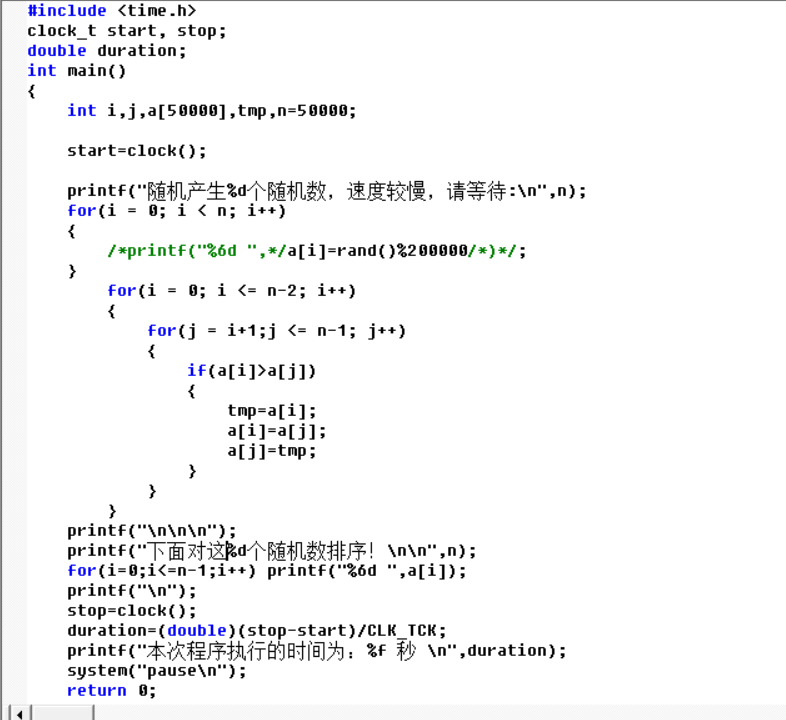 #include <time.h>
clock_t start, stop;
double duration;
int main()
{
    int i,j,a[50000],tmp,n=50000;

    start=clock();

    printf("随机产生%d个随机数，速度较慢，请等待:\n",n);
    for(i = 0; i < n; i++)
    {
        /*printf("%6d ",*/a[i]=rand()%200000/*)*/;
    }
        for(i = 0; i <= n-2; i++)
        {
            for(j = i+1;j <= n-1; j++)
            {
                if(a[i]>a[j])
                {
                    tmp=a[i];
                    a[i]=a[j];
                    a[j]=tmp;
                }
            }
        }
    printf("\n\n\n");
    printf("下面对这%d个随机数排序！\n\n",n);
    for(i=0;i<=n-1;i++) printf("%6d ",a[i]);
    printf("\n");
    stop=clock();
    duration=(double)(stop-start)/CLK_TCK;
    printf("本次程序执行的时间为：%f 秒 \n",duration);
    system("pause\n");
    return 0;